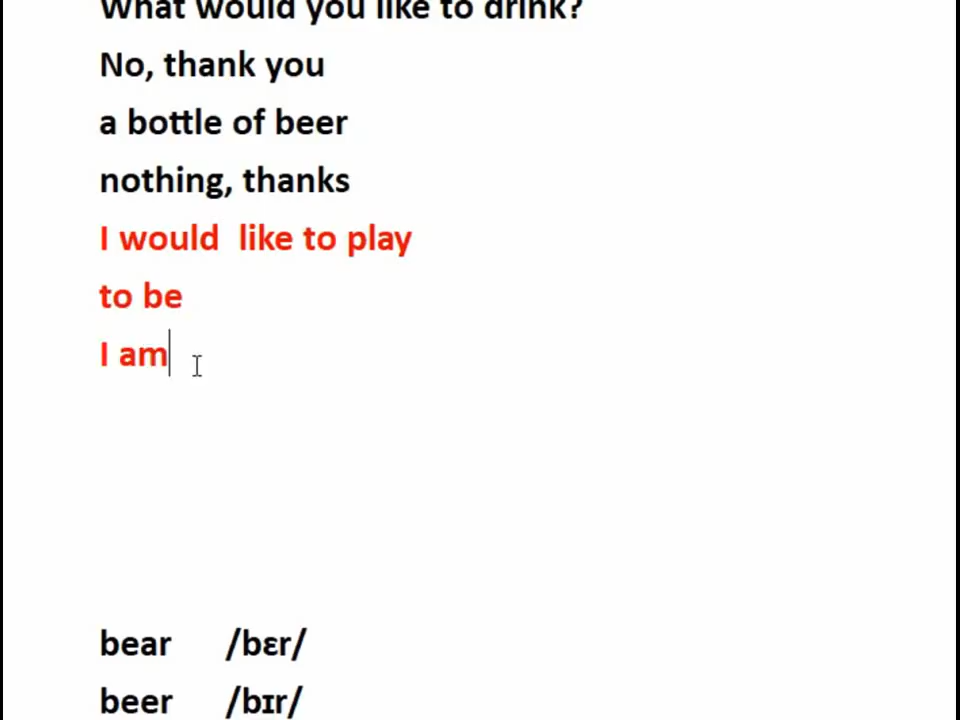 What would you like to drink?
No, thank you
a bottle of beer
nothing, thanks
I would  like to play
to be
I am
bear /bɛr/
beer /bɪr/